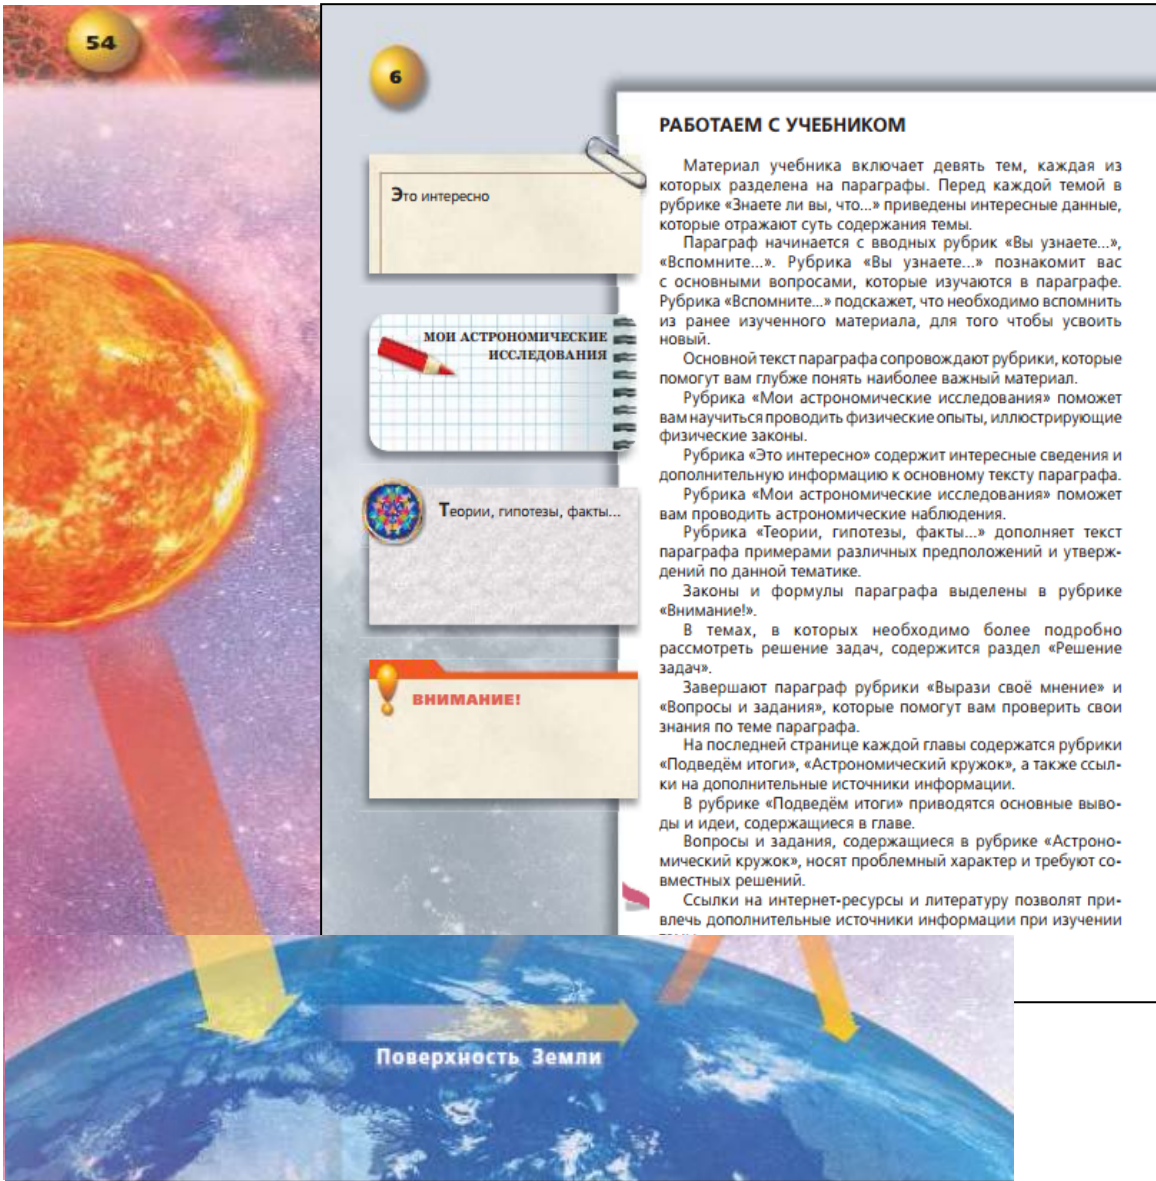 54
6
Это интересно
МОИ АСТРОНОМИЧЕСКИЕ
ИССЛЕДОВАНИЯ
Теории, гипотезы, факты...
ВНИМАНИЕ!
РАБОТАЕМ С УЧЕБНИКОМ
Материал учебника включает девять тем, каждая из
которых разделена на параграфы. Перед каждой темой в
рубрике «Знаете ли вы, что...» приведены интересные данные,
которые отражают суть содержания темы.
Параграф начинается с вводных рубрик «Вы узнаете...»,
«Вспомните...». Рубрика «Вы узнаете...» познакомит вас
с основными вопросами, которые изучаются в параграфе.
Рубрика «Вспомните...» подскажет, что необходимо вспомнить
из ранее изученного материала, для того чтобы усвоить
новый.
Основной текст параграфа сопровождают рубрики, которые
помогут вам глубже понять наиболее важный материал.
Рубрика «Мои астрономические исследования» поможет
вам научиться проводить физические опыты, иллюстрирующие
физические законы.
Рубрика «Это интересно» содержит интересные сведения и
дополнительную информацию к основному тексту параграфа.
Рубрика «Мои астрономические исследования» поможет
вам проводить астрономические наблюдения.
Рубрика «Теории, гипотезы, факты...» дополняет текст
параграфа примерами различных предположений и утверж-
дений по данной тематике.
Законы и формулы параграфа выделены в рубрике
«Внимание!».
В темах, в которых необходимо более подробно
рассмотреть решение задач, содержится раздел «Решение
задач».
Завершают параграф рубрики «Вырази своё мнение» и
«Вопросы и задания», которые помогут вам проверить свои
знания по теме параграфа.
На последней странице каждой главы содержатся рубрики
«Подведём итоги», «Астрономический кружок», а также ссыл-
ки на дополнительные источники информации.
В рубрике «Подведём итоги» приводятся основные выво-
ды и идеи, содержащиеся в главе.
Вопросы и задания, содержащиеся в рубрике «Астроно-
мический кружок», носят проблемный характер и требуют со-
вместных решений.
Ссылки на интернет-ресурсы и литературу позволят при-
влечь дополнительные источники информации при изучении
Поверхность Земли